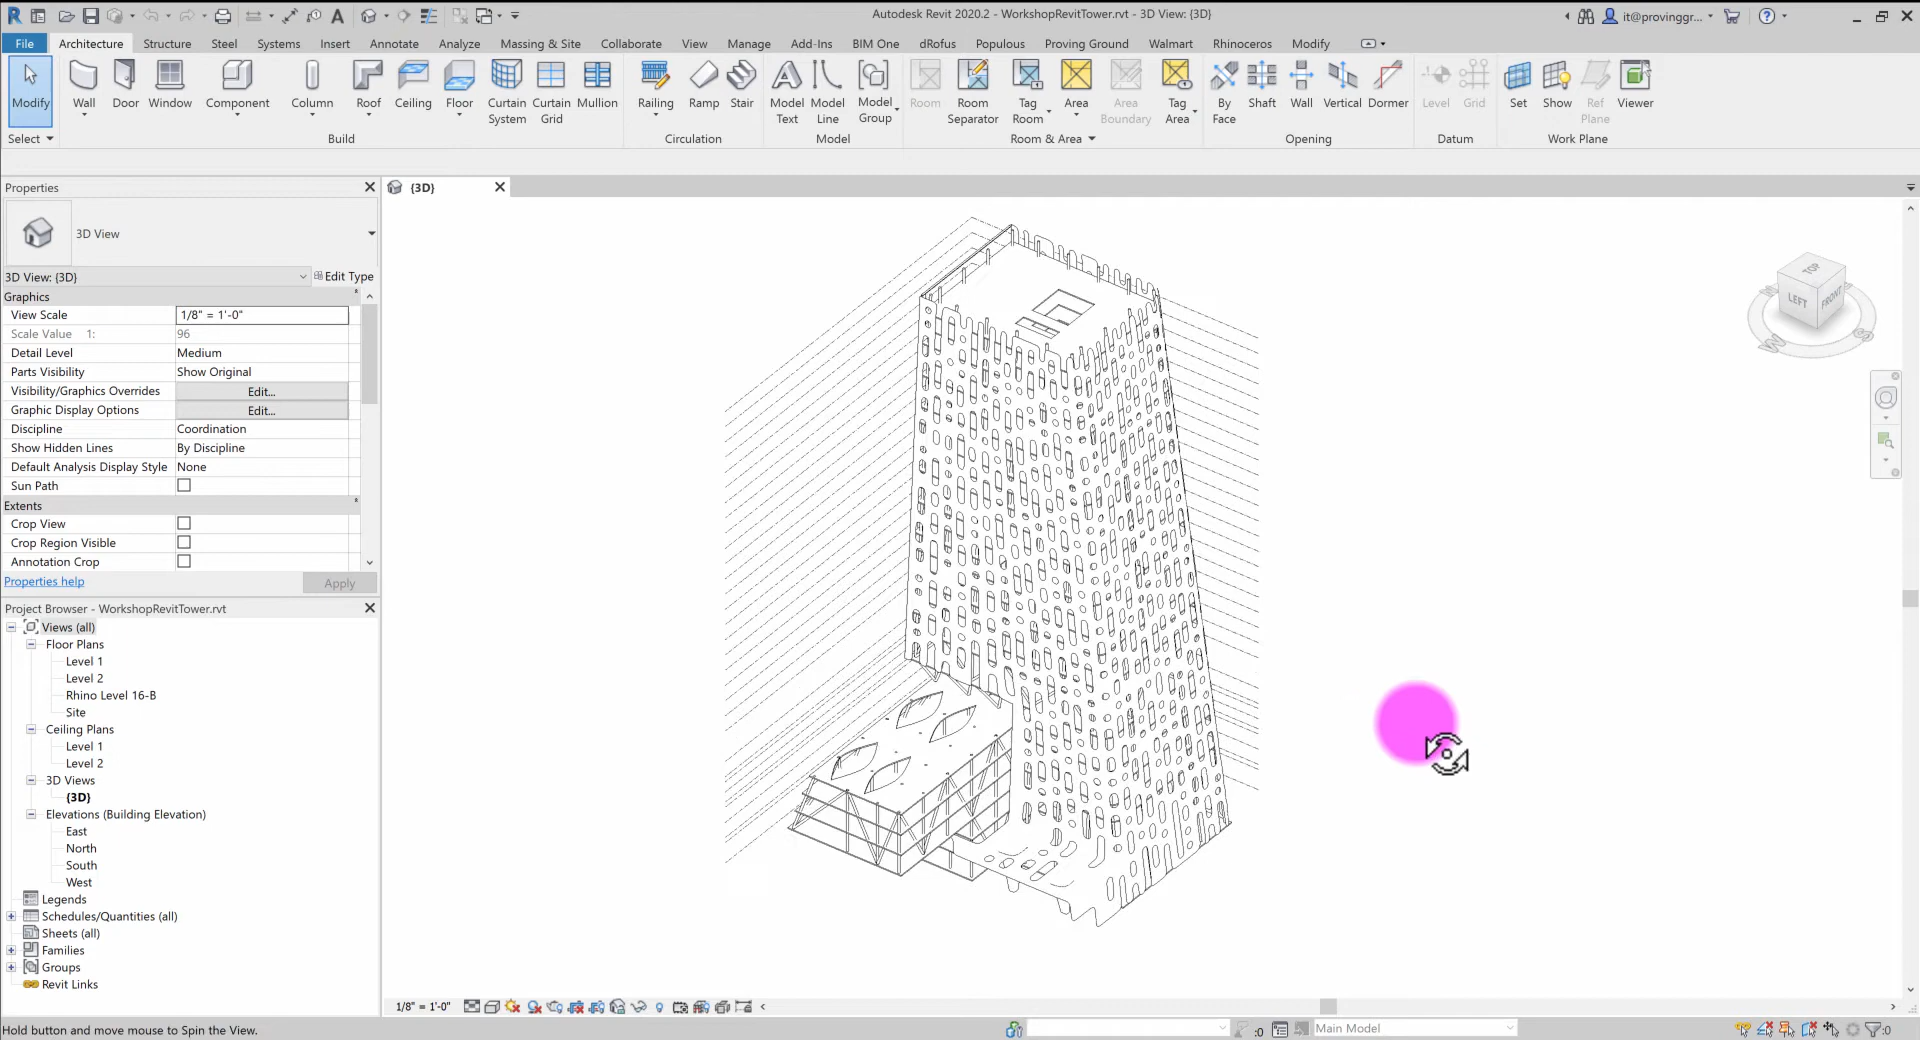 Autodesk Revit 2020.2 - WorkshopRevitTower.rvt - 3D View: {3D}
it@provinggr...
File Architecture Structure Steel Systems Insert Annotate Analyze Massing & Site Collaborate View Manage Add-Ins BIM One dRofus Populous Proving Ground Walmart Rhinoceros Modify
Modify Wall Door Window Component Column Roof Ceiling Floor Curtain System Curtain Grid Mullion Railing Ramp Stair Model Text Model Line Model Group Room Room Separator Tag Room Area Area Boundary Tag Area By Face Shaft Wall Vertical Dormer Level Grid Set Show Ref Plane Viewer
Select Build Circulation Model Room & Area Opening Datum Work Plane
Properties
{3D}
3D View
3D View: {3D} Edit Type
Graphics
View Scale 1/8" = 1'-0"
Scale Value 1: 96
Detail Level Medium
Parts Visibility Show Original
Visibility/Graphics Overrides Edit...
Graphic Display Options Edit...
Discipline Coordination
Show Hidden Lines By Discipline
Default Analysis Display Style None
Sun Path
Extents
Crop View
Crop Region Visible
Annotation Crop
Properties help Apply
Project Browser - WorkshopRevitTower.rvt
Views (all)
Floor Plans
Level 1
Level 2
Rhino Level 16-B
Site
Ceiling Plans
Level 1
Level 2
3D Views
{3D}
Elevations (Building Elevation)
East
North
South
West
Legends
Schedules/Quantities (all)
Sheets (all)
Families
Groups
Revit Links
TOP
LEFT FRONT
W S
1/8" = 1'-0"
Hold button and move mouse to Spin the View.
:0 Main Model :0